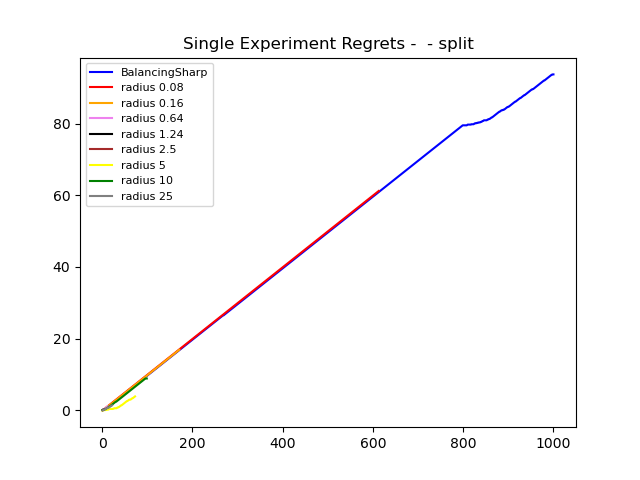 Single Experiment Regrets -  - split
BalancingSharp
radius 0.08
radius 0.16
radius 0.64
radius 1.24
radius 2.5
radius 5
radius 10
radius 25
80
60
40
20
0
0 200 400 600 800 1000